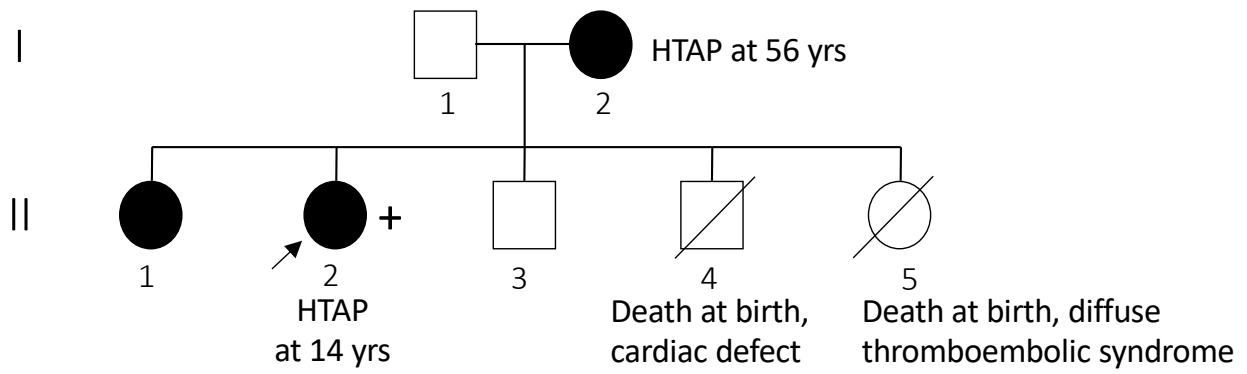 I
HTAP at 56 yrs
1
2
II
+
1
2
3
4
5
HTAP
at 14 yrs
Death at birth,
cardiac defect
Death at birth, diffuse
thromboembolic syndrome